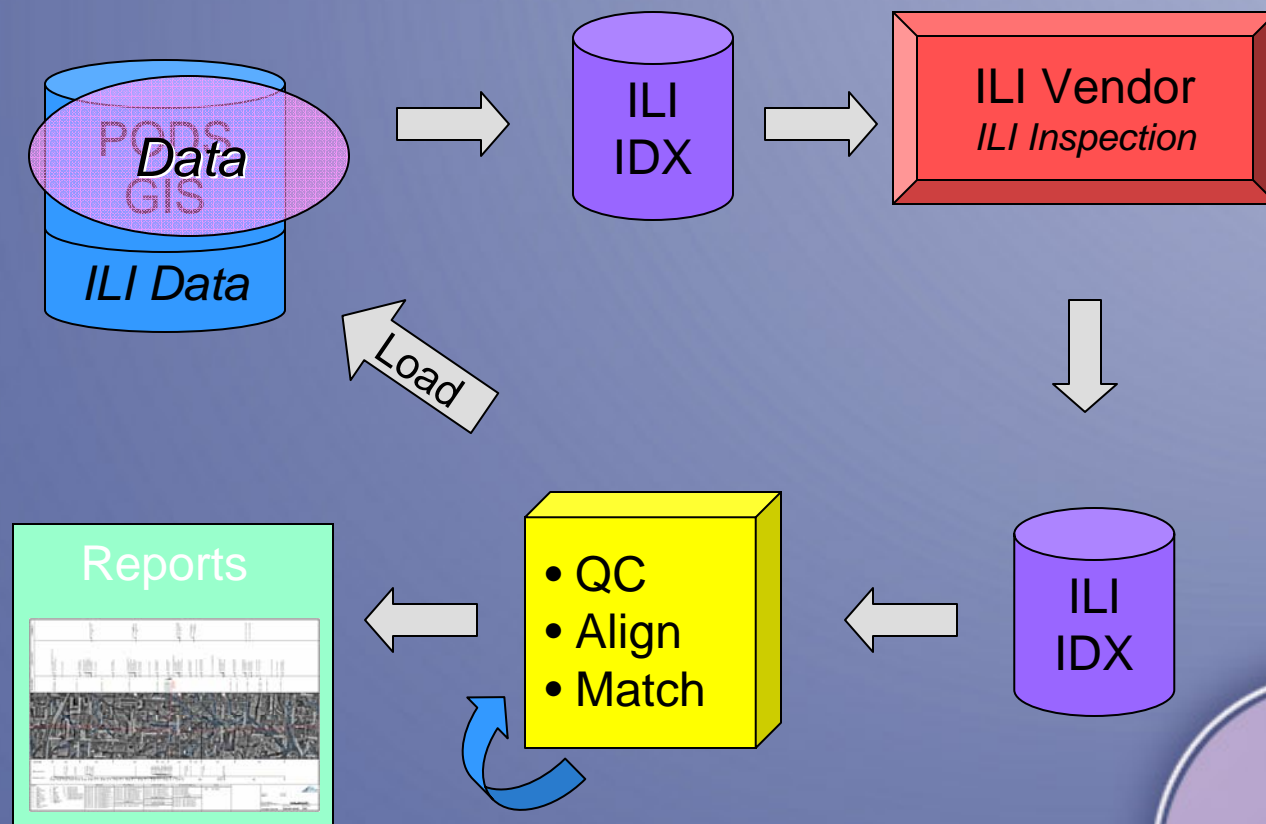 PODS
GIS
Data
ILI Data
ILI
IDX
ILI Vendor
ILI Inspection
Load
Reports
• QC
• Align
• Match
ILI
IDX